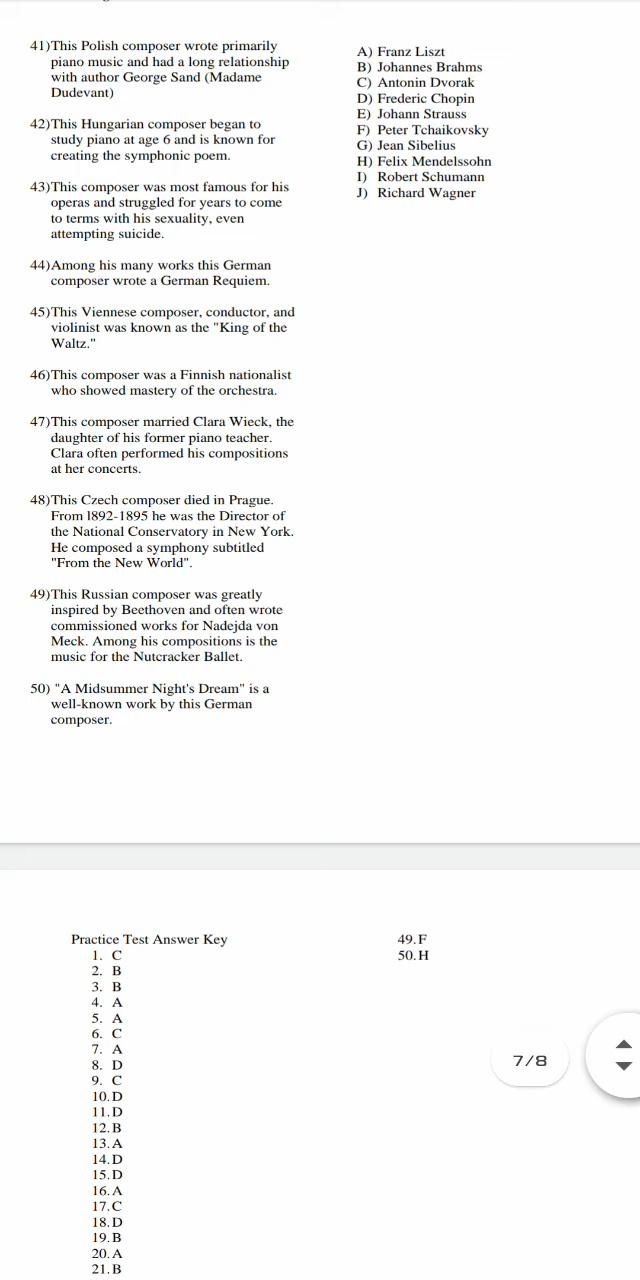 41)This Polish composer wrote primarily
piano music and had a long relationship
with author George Sand (Madame
Dudevant)
42)This Hungarian composer began to
study piano at age 6 and is known for
creating the symphonic poem.
43)This composer was most famous for his
operas and struggled for years to come
to terms with his sexuality, even
attempting suicide.
44)Among his many works this German
composer wrote a German Requiem.
45)This Viennese composer, conductor, and
violinist was known as the "King of the
Waltz."
46)This composer was a Finnish nationalist
who showed mastery of the orchestra.
47)This composer married Clara Wieck, the
daughter of his former piano teacher.
Clara often performed his compositions
at her concerts.
48)This Czech composer died in Prague.
From l892-1895 he was the Director of
the National Conservatory in New York.
He composed a symphony subtitled
"From the New World".
49)This Russian composer was greatly
inspired by Beethoven and often wrote
commissioned works for Nadejda von
Meck. Among his compositions is the
music for the Nutcracker Ballet.
50) "A Midsummer Night's Dream" is a
well-known work by this German
composer.
A) Franz Liszt
B) Johannes Brahms
C) Antonin Dvorak
D) Frederic Chopin
E) Johann Strauss
F) Peter Tchaikovsky
G) Jean Sibelius
H) Felix Mendelssohn
I) Robert Schumann
J) Richard Wagner
Practice Test Answer Key
1. C
2. B
3. B
4. A
5. A
6. C
7. A
8. D
9. C
10. D
11. D
12. B
13. A
14. D
15. D
16. A
17. C
18. D
19. B
20. A
21. B
49. F
50. H
7/8